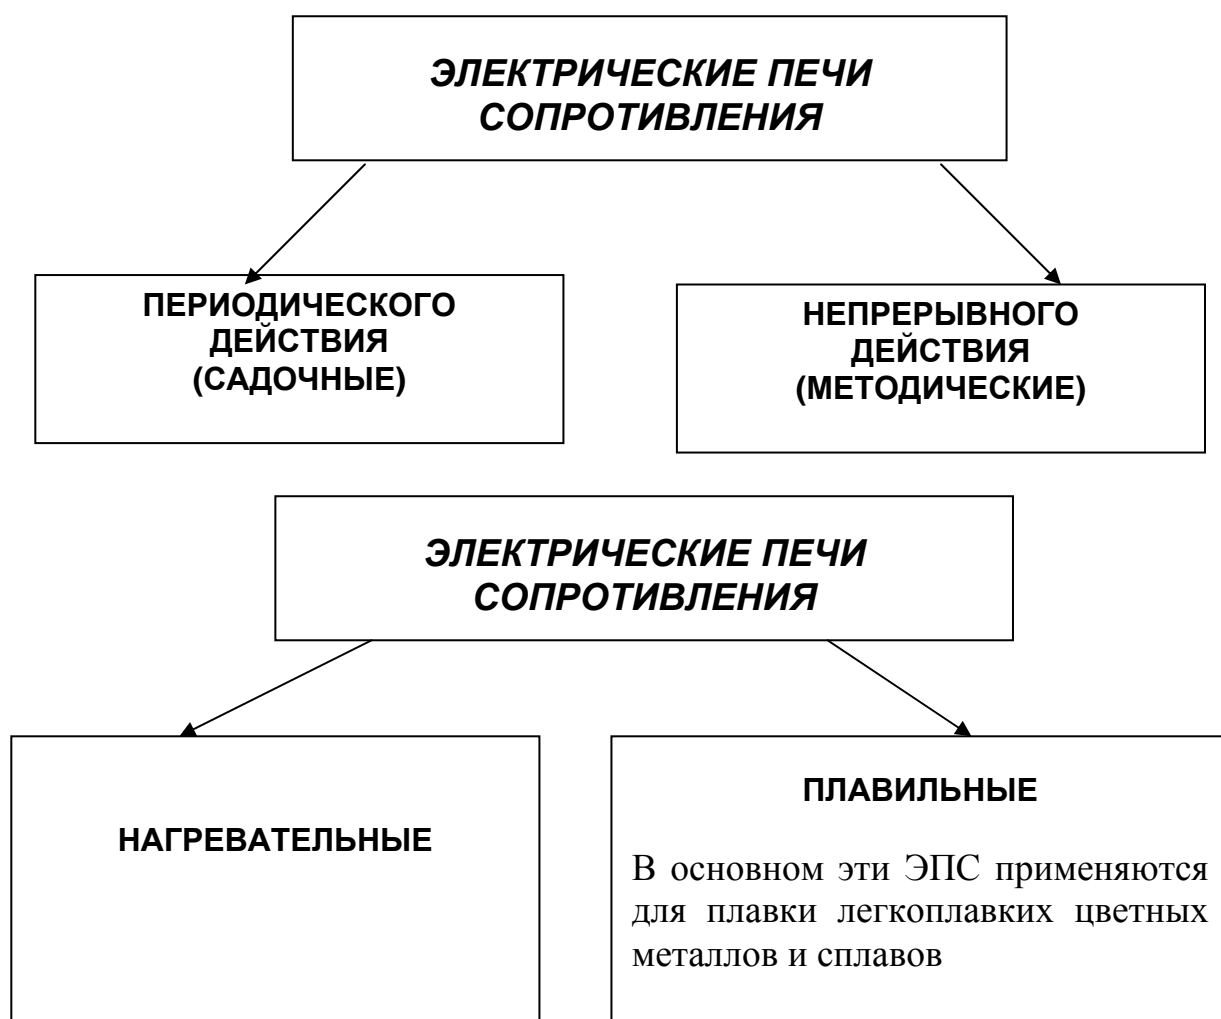 ЭЛЕКТРИЧЕСКИЕ ПЕЧИ
СОПРОТИВЛЕНИЯ
ПЕРИОДИЧЕСКОГО
ДЕЙСТВИЯ
(САДОЧНЫЕ)
НЕПРЕРЫВНОГО
ДЕЙСТВИЯ
(МЕТОДИЧЕСКИЕ)
ЭЛЕКТРИЧЕСКИЕ ПЕЧИ
СОПРОТИВЛЕНИЯ
НАГРЕВАТЕЛЬНЫЕ
ПЛАВИЛЬНЫЕ
В основном эти ЭПС применяются
для плавки легкоплавких цветных
металлов и сплавов